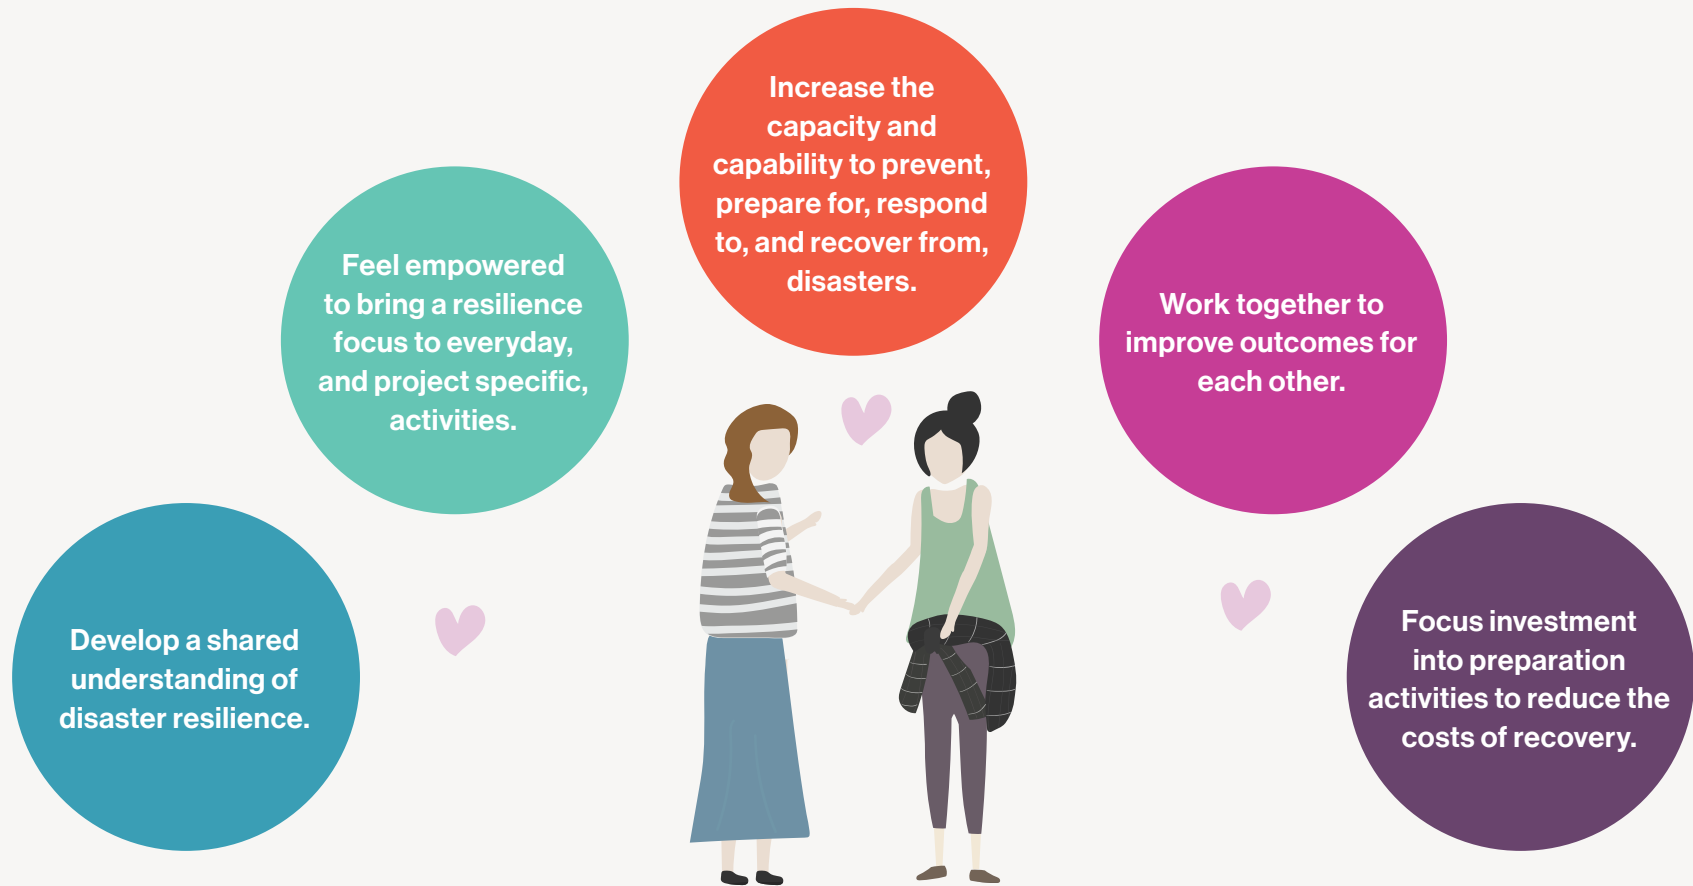 Develop a shared
understanding of
disaster resilience.
Feel empowered
to bring a resilience
focus to everyday,
and project specific,
activities.
Increase the
capacity and
capability to prevent,
prepare for, respond
to, and recover from,
disasters.
Work together to
improve outcomes for
each other.
Focus investment
into preparation
activities to reduce the
costs of recovery.